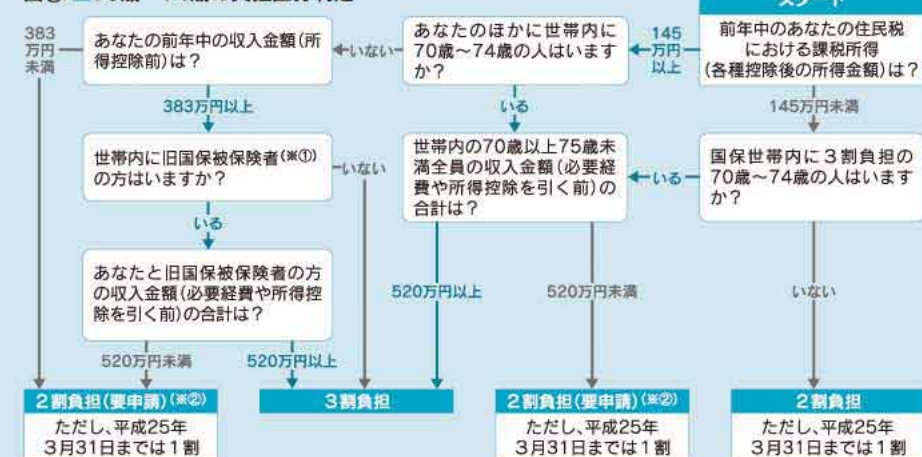 スタート
前年中のあなたの住民税
における課税所得
(各種控除後の所得金額)は?
145
万円
以上
145万円未満
あなたのほかに世帯内に
70歳~74歳の人はいます
か?
いない
いる
あなたの前年中の収入金額(所
得控除前)は?
383
万円
未満
383万円以上
世帯内に旧国保被保険者(※①)
の方はいますか?
いない
いる
世帯内の70歳以上75歳未
満全員の収入金額(必要経
費や所得控除を引く前)の
合計は?
いる
国保世帯内に3割負担の
70歳~74歳の人はいます
か?
あなたと旧国保被保険者の方
の収入金額(必要経費や所得控
除を引く前)の合計は?
520万円以上
520万円未満
いない
520万円未満
520万円以上
2割負担(要申請)(※②)
ただし、平成25年
3月31日までは1割
3割負担
2割負担(要申請)(※②)
ただし、平成25年
3月31日までは1割
2割負担
ただし、平成25年
3月31日までは1割